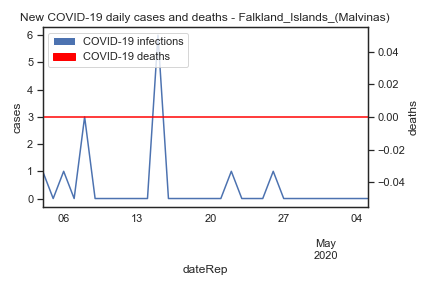 New COVID-19 daily cases and deaths - Falkland_Islands_(Malvinas)
COVID-19 infections
COVID-19 deaths
6
5
4
3
2
1
0
cases
0.04
0.02
0.00
−0.02
−0.04
deaths
06 13 20 27 04
May
2020
dateRep